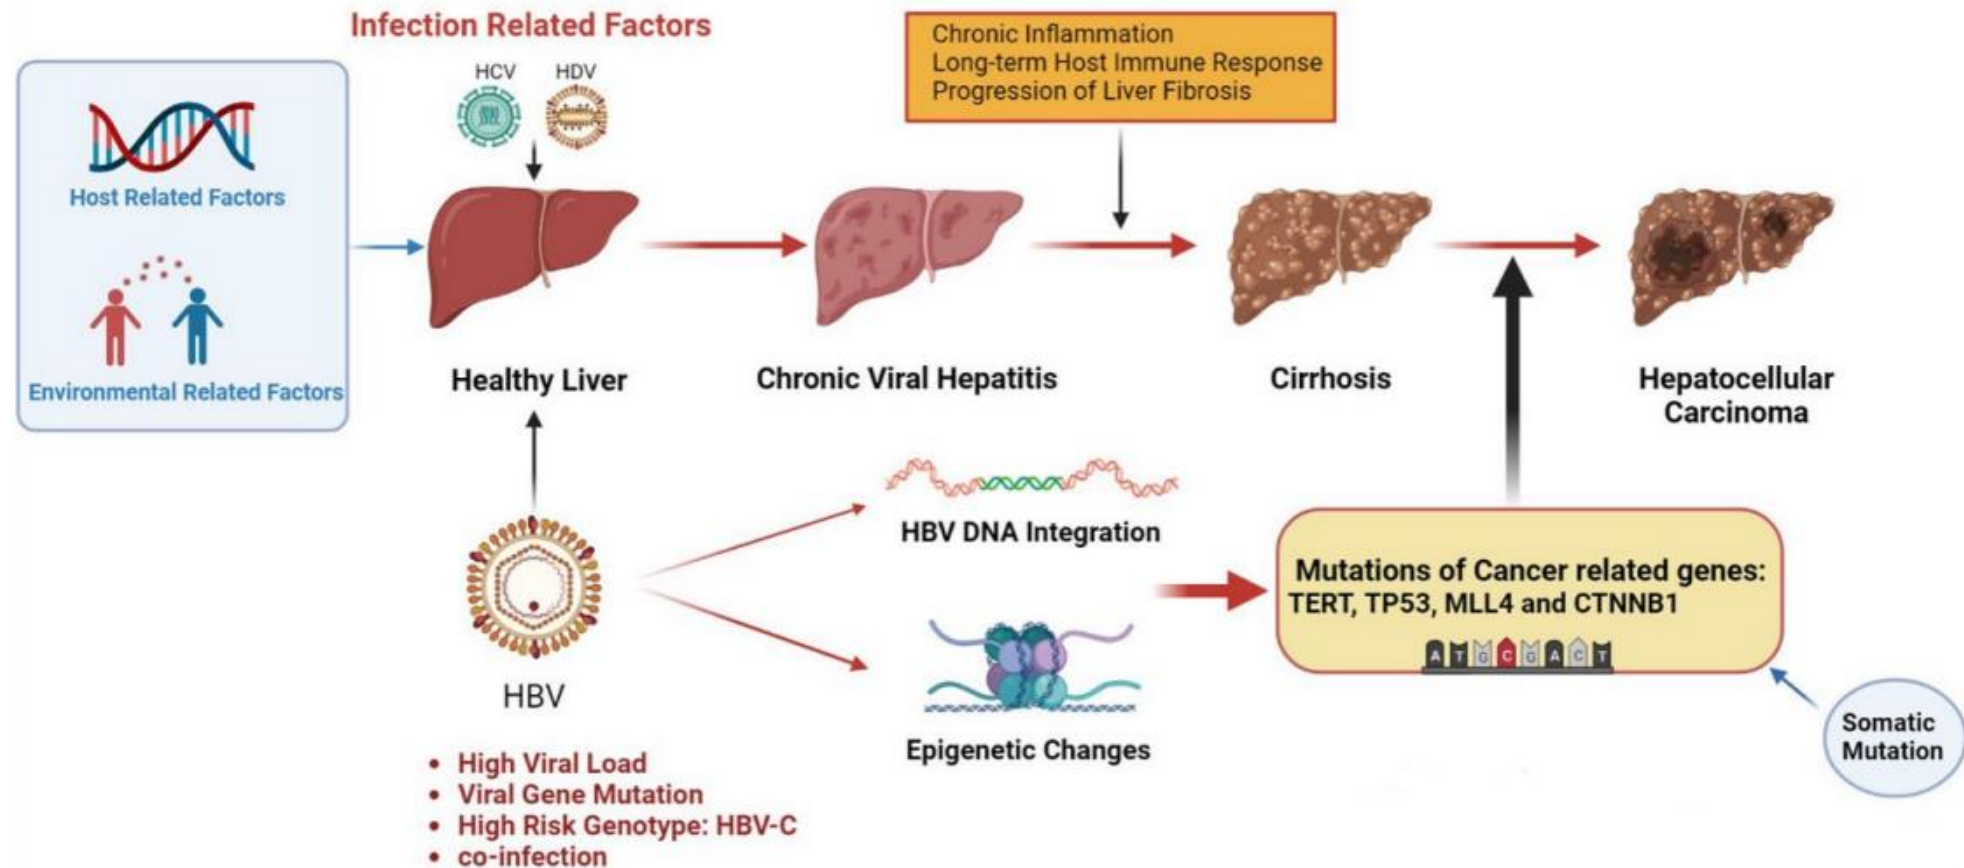 Infection Related Factors
HCV
HDV
Chronic Inflammation
Long-term Host Immune Response
Progression of Liver Fibrosis
Host Related Factors
Environmental Related Factors
Healthy Liver
Chronic Viral Hepatitis
Cirrhosis
Hepatocellular
Carcinoma
HBV DNA Integration
Mutations of Cancer related genes:
TERT, TP53, MLL4 and CTNNB1
A T G C G A C T
HBV
Epigenetic Changes
Somatic
Mutation
• High Viral Load
• Viral Gene Mutation
• High Risk Genotype: HBV-C
• co-infection